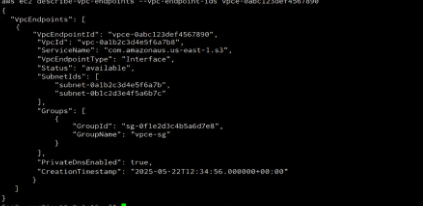 aws ec2 describe-vpc-endpoints --vpc-endpoint-ids vpce-0abc123def4567890
{
"VpcEndpoints": [
{
"VpcEndpointId": "vpce-0abc123def4567890",
"VpcId": "vpc-0a1b2c3d4e5f6a7b8",
"ServiceName": "com.amazonaws.us-east-1.s3",
"VpcEndpointType": "Interface",
"Status": "available",
"SubnetIds": [
"subnet-0a1b2c3d4e5f6a7b",
"subnet-0b1c2d3e4f5a6b7c"
],
"Groups": [
{
"GroupId": "sg-0f1e2d3c4b5a6d7e8",
"GroupName": "vpce-sg"
}
],
"PrivateDnsEnabled": true,
"CreationTimestamp": "2025-05-22T12:34:56.000000+00:00"
}
]
}